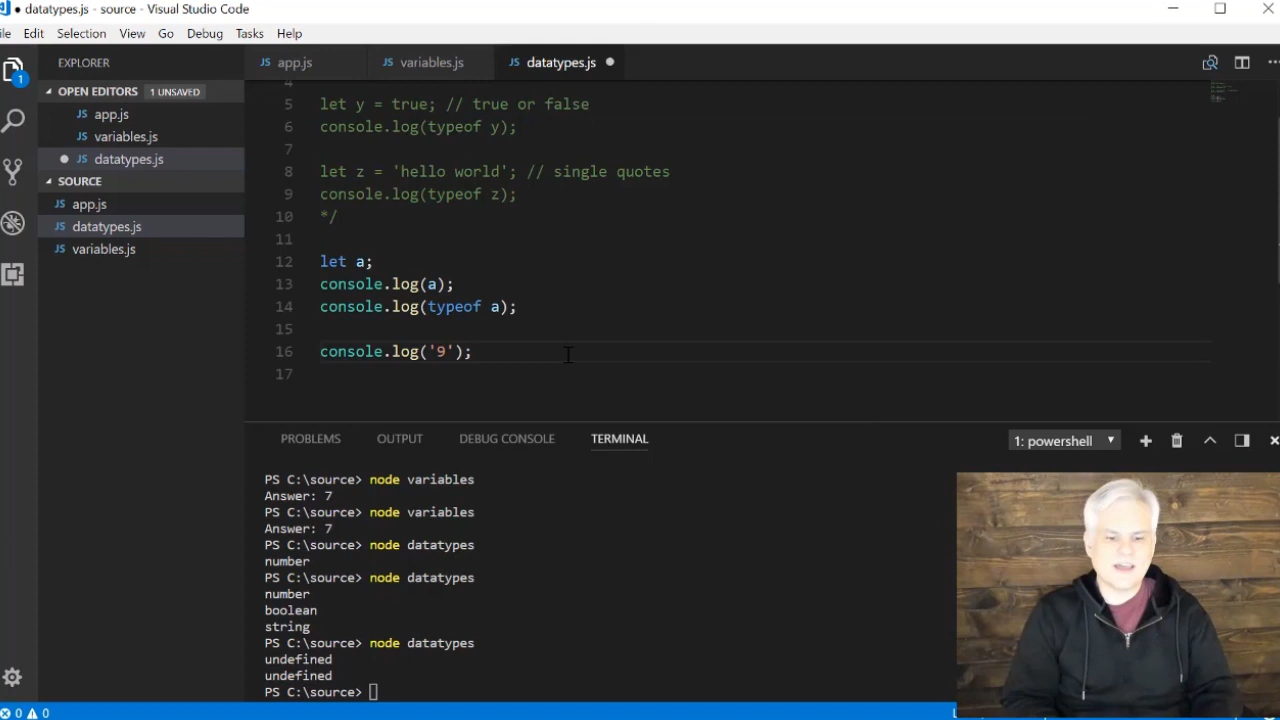 ● datatypes.js - source - Visual Studio Code
Edit Selection View Go Debug Tasks Help
EXPLORER
OPEN EDITORS 1 UNSAVED
JS app.js
JS variables.js
● JS datatypes.js
SOURCE
JS app.js
JS datatypes.js
JS variables.js
1
JS app.js JS variables.js JS datatypes.js ●
4
5 let y = true; // true or false
6 console.log(typeof y);
7
8 let z = 'hello world'; // single quotes
9 console.log(typeof z);
10 */
11
12 let a;
13 console.log(a);
14 console.log(typeof a);
15
16 console.log('9');
17
PROBLEMS OUTPUT DEBUG CONSOLE TERMINAL 1: powershell
PS C:\source> node variables
Answer: 7
PS C:\source> node variables
Answer: 7
PS C:\source> node datatypes
number
PS C:\source> node datatypes
number
boolean
string
PS C:\source> node datatypes
undefined
undefined
PS C:\source>
0 0